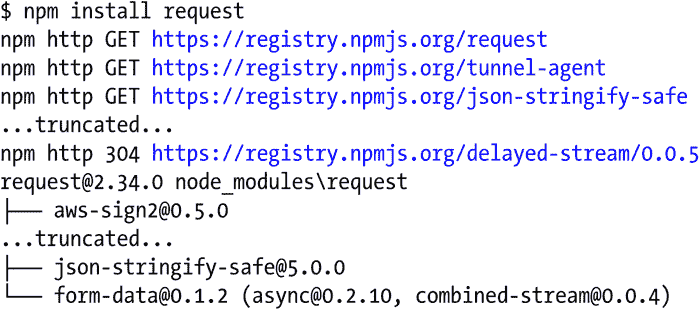 $ npm install request
npm http GET https://registry.npmjs.org/request
npm http GET https://registry.npmjs.org/tunnel-agent
npm http GET https://registry.npmjs.org/json-stringify-safe
...truncated...
npm http 304 https://registry.npmjs.org/delayed-stream/0.0.5
request@2.34.0 node_modules\request
├── aws-sign2@0.5.0
...truncated...
├── json-stringify-safe@5.0.0
└── form-data@0.1.2 (async@0.2.10, combined-stream@0.0.4)